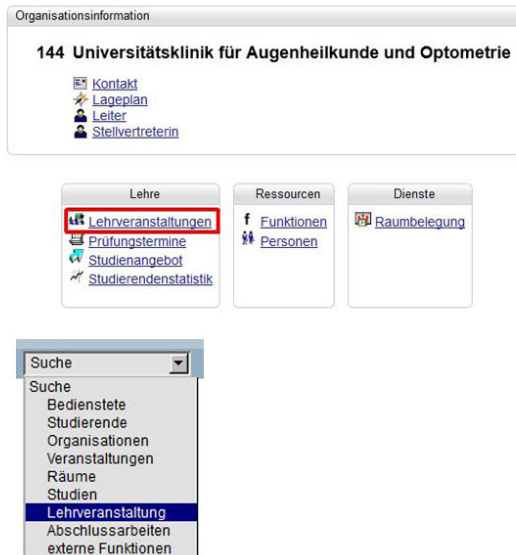 Organisationsinformation
144 Universitätsklinik für Augenheilkunde und Optometrie
Kontakt
Lageplan
Leiter
Stellvertreterin
Lehre
Lehrveranstaltungen
Prüfungstermine
Studienangebot
Studierendenstatistik
Ressourcen
f Funktionen
Personen
Dienste
Raumbelegung
Suche
Suche
Bedienstete
Studierende
Organisationen
Veranstaltungen
Räume
Studien
Lehrveranstaltung
Abschlussarbeiten
externe Funktionen